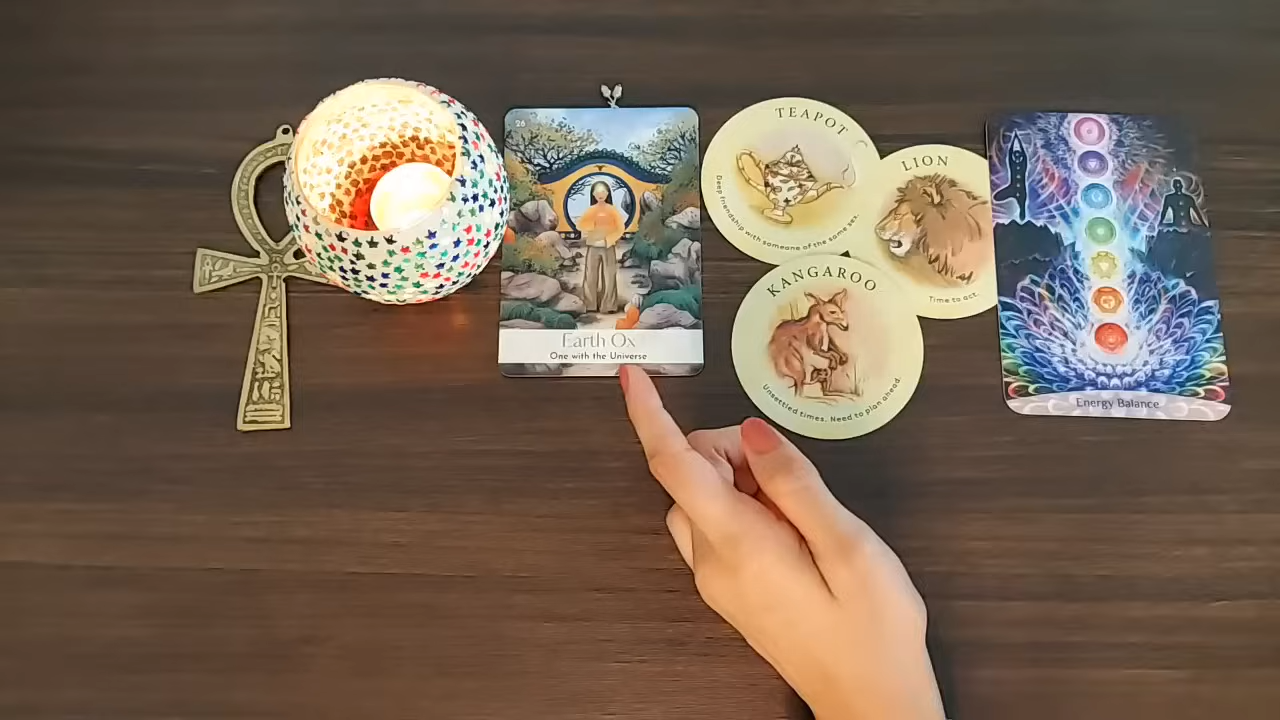 26
Earth Ox
One with the Universe
TEAPOT
Deep friendship with someone of the same sex.
LION
Time to act.
KANGAROO
Unsettled times. Need to plan ahead.
Energy Balance